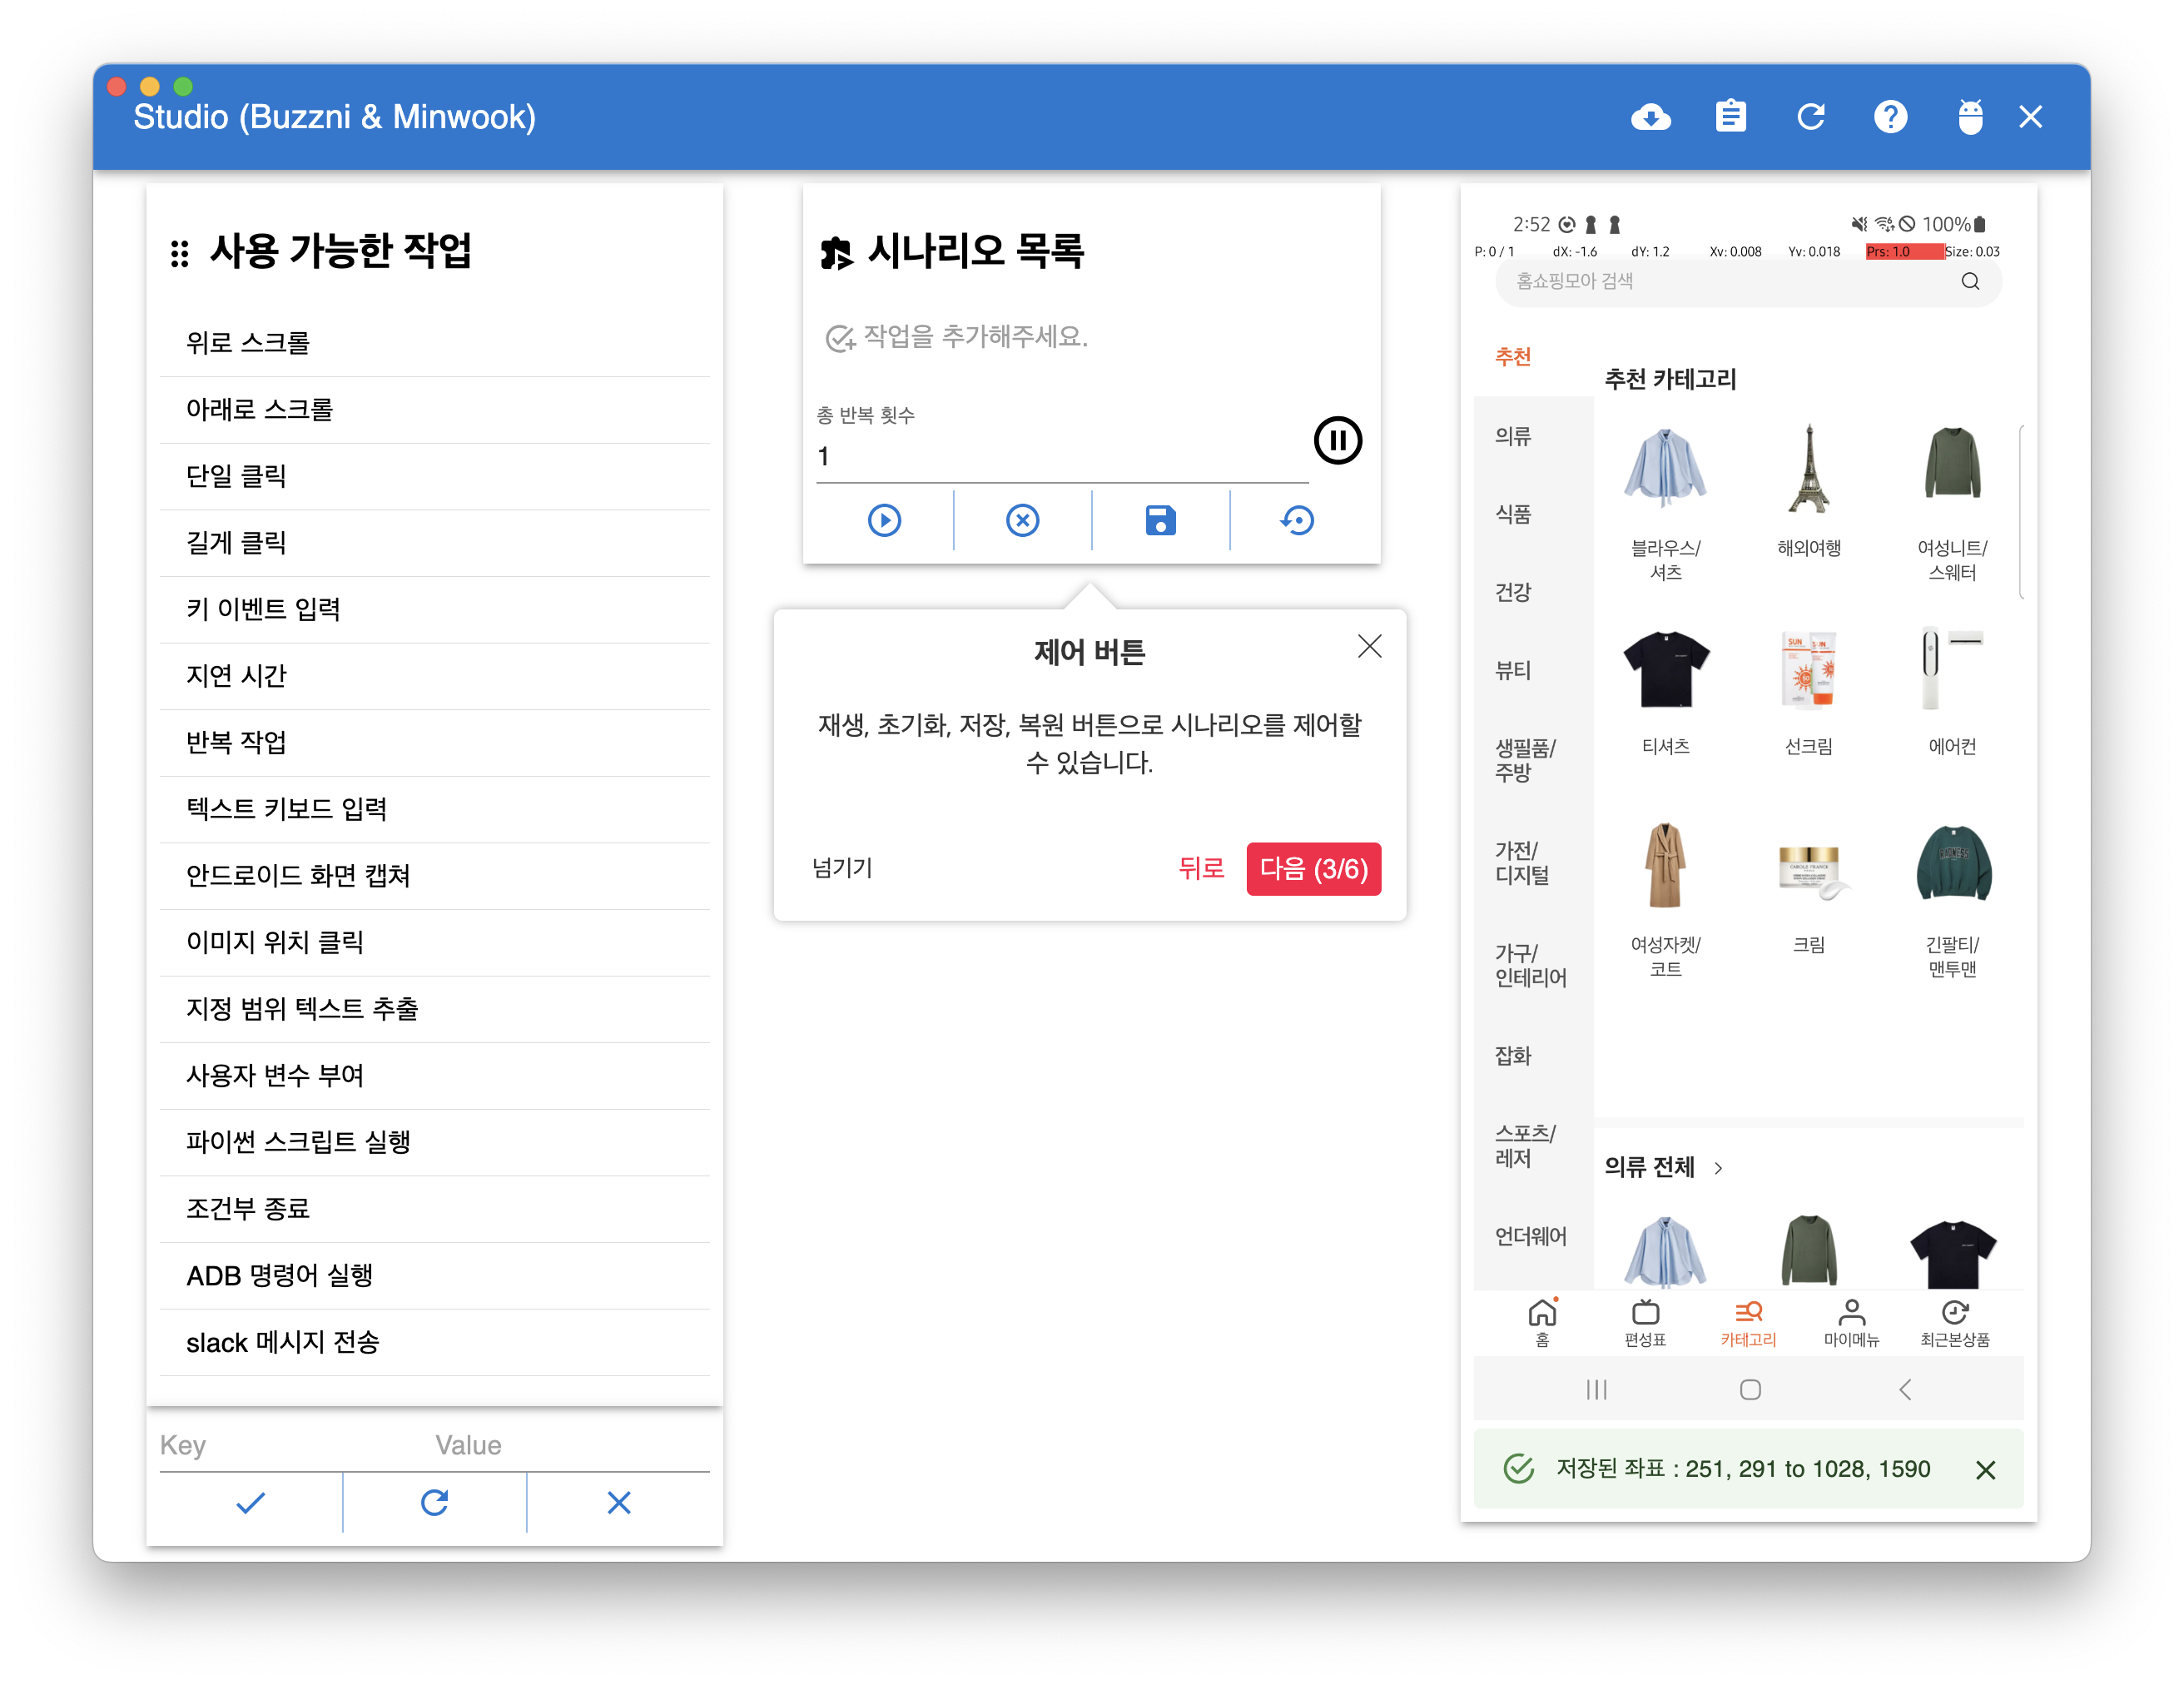 Studio (Buzzni & Minwook)
사용 가능한 작업
위로 스크롤
아래로 스크롤
단일 클릭
길게 클릭
키 이벤트 입력
지연 시간
반복 작업
텍스트 키보드 입력
안드로이드 화면 캡쳐
이미지 위치 클릭
지정 범위 텍스트 추출
사용자 변수 부여
파이썬 스크립트 실행
조건부 종료
ADB 명령어 실행
slack 메시지 전송
Key Value
시나리오 목록
작업을 추가해주세요.
총 반복 횟수
1
제어 버튼
재생, 초기화, 저장, 복원 버튼으로 시나리오를 제어할
수 있습니다.
넘기기 뒤로 다음 (3/6)
2:52 100%
P: 0 / 1 dX: -1.6 dY: 1.2 Xv: 0.008 Yv: 0.018 Prs: 1.0 Size: 0.03
홈쇼핑모아 검색
추천
의류
식품
건강
뷰티
생필품/
주방
가전/
디지털
가구/
인테리어
잡화
스포츠/
레저
언더웨어
추천 카테고리
블라우스/
셔츠
해외여행
여성니트/
스웨터
티셔츠
SUN
SUN
선크림
에어컨
여성자켓/
코트
크림
긴팔티/
맨투맨
의류 전체
홈 편성표 카테고리 마이메뉴 최근본상품
저장된 좌표 : 251, 291 to 1028, 1590